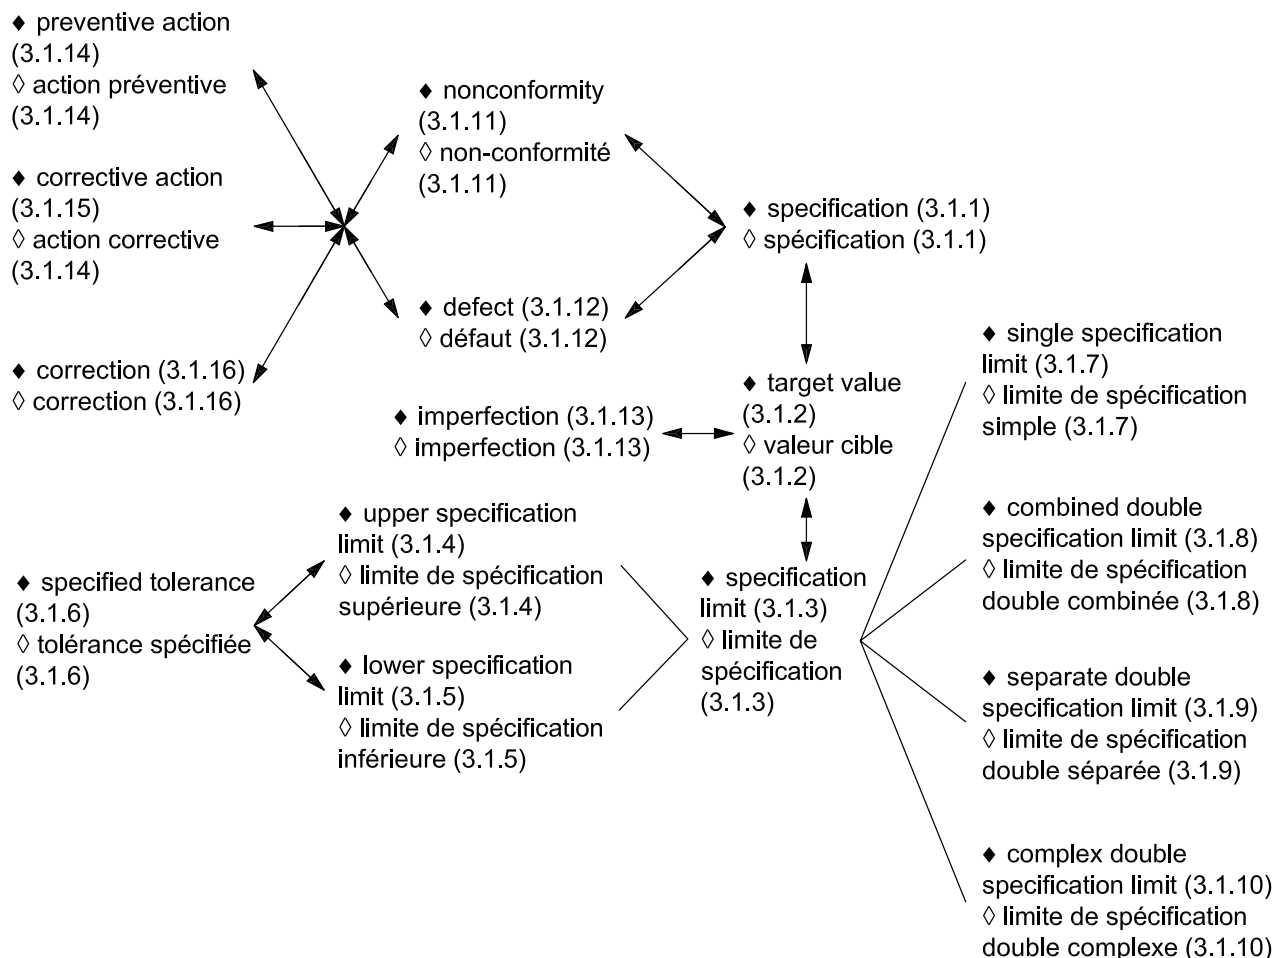 ♦ preventive action
(3.1.14)
◊ action préventive
(3.1.14)
♦ corrective action
(3.1.15)
◊ action corrective
(3.1.14)
♦ correction (3.1.16)
◊ correction (3.1.16)
♦ nonconformity
(3.1.11)
◊ non-conformité
(3.1.11)
♦ defect (3.1.12)
◊ défaut (3.1.12)
♦ specification (3.1.1)
◊ spécification (3.1.1)
♦ imperfection (3.1.13)
◊ imperfection (3.1.13)
♦ target value
(3.1.2)
◊ valeur cible
(3.1.2)
♦ specified tolerance
(3.1.6)
◊ tolérance spécifiée
(3.1.6)
♦ upper specification
limit (3.1.4)
◊ limite de spécification
supérieure (3.1.4)
♦ lower specification
limit (3.1.5)
◊ limite de spécification
inférieure (3.1.5)
♦ specification
limit (3.1.3)
◊ limite de
spécification
(3.1.3)
♦ single specification
limit (3.1.7)
◊ limite de spécification
simple (3.1.7)
♦ combined double
specification limit (3.1.8)
◊ limite de spécification
double combinée (3.1.8)
♦ separate double
specification limit (3.1.9)
◊ limite de spécification
double séparée (3.1.9)
♦ complex double
specification limit (3.1.10)
◊ limite de spécification
double complexe (3.1.10)